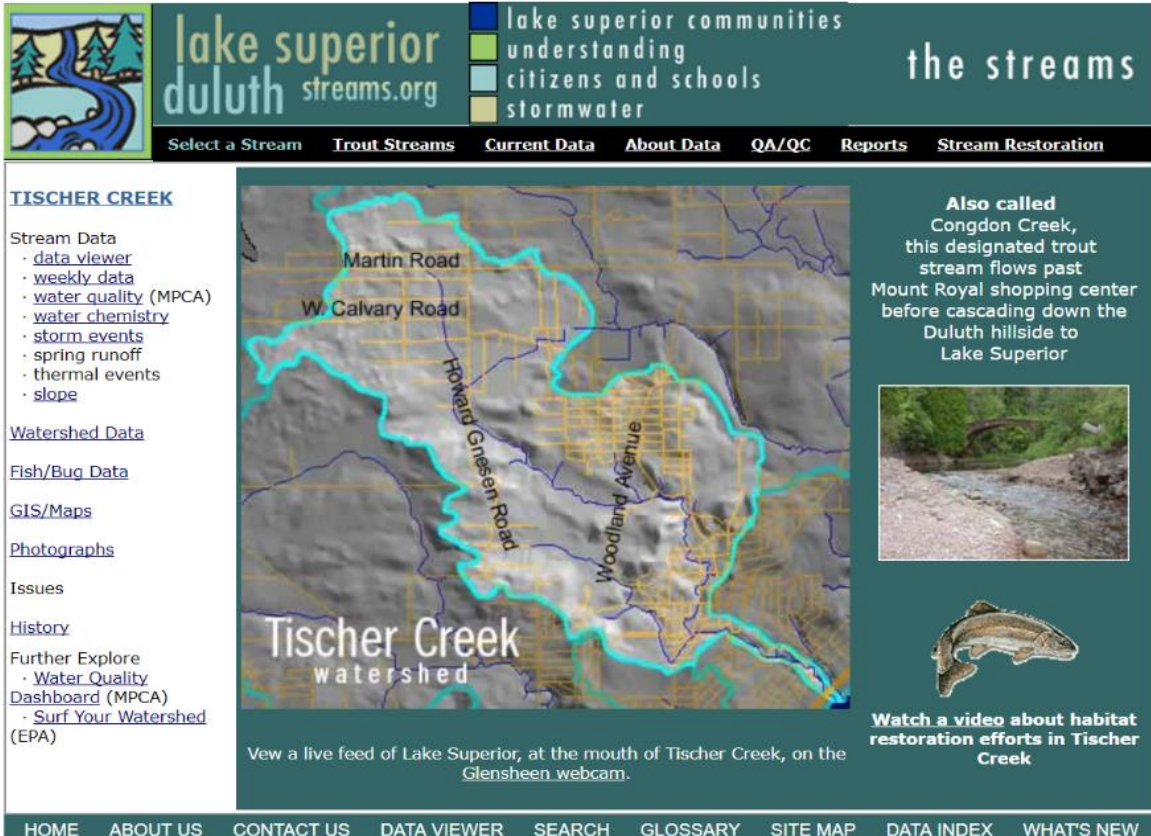 lake superior
duluth streams.org
lake superior communities
understanding
citizens and schools
stormwater
the streams
Select a Stream Trout Streams Current Data About Data QA/QC Reports Stream Restoration
TISCHER CREEK
Stream Data
· data viewer
· weekly data
· water quality (MPCA)
· water chemistry
· storm events
· spring runoff
· thermal events
· slope
Watershed Data
Fish/Bug Data
GIS/Maps
Photographs
Issues
History
Further Explore
· Water Quality
Dashboard (MPCA)
· Surf Your Watershed
(EPA)
Martin Road
W. Calvary Road
Howard Gnesen Road
Woodland Avenue
Tischer Creek
watershed
Vew a live feed of Lake Superior, at the mouth of Tischer Creek, on the
Glensheen webcam.
Also called
Congdon Creek,
this designated trout
stream flows past
Mount Royal shopping center
before cascading down the
Duluth hillside to
Lake Superior
Watch a video about habitat
restoration efforts in Tischer
Creek
HOME ABOUT US CONTACT US DATA VIEWER SEARCH GLOSSARY SITE MAP DATA INDEX WHAT'S NEW